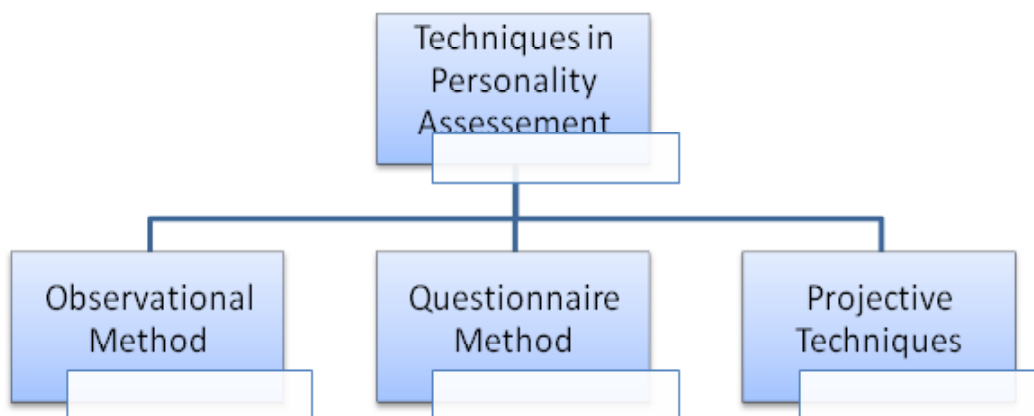 Techniques in
Personality
Assessement
Observational
Method
Questionnaire
Method
Projective
Techniques